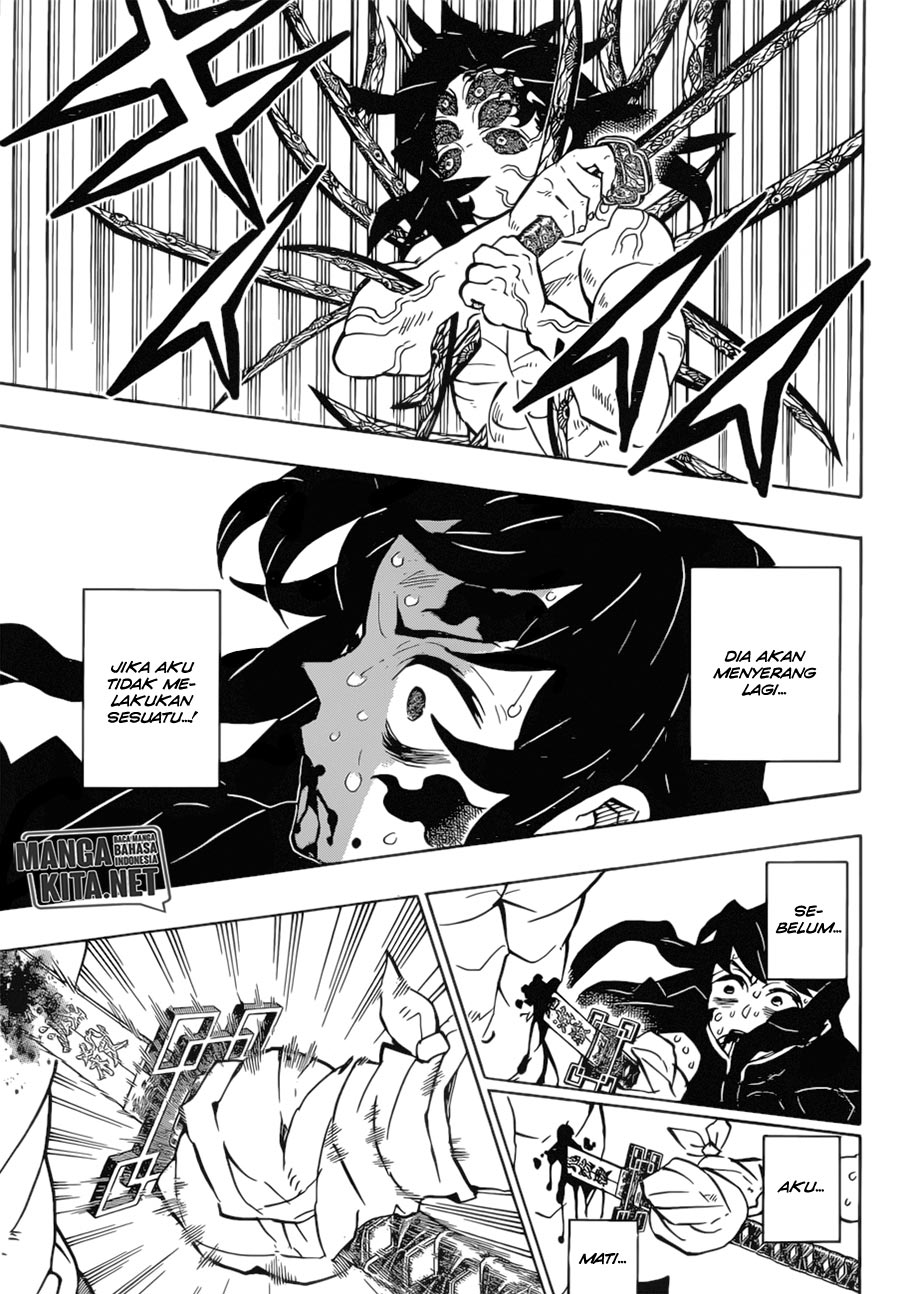 DIA AKAN
MENYERANG
LAGI...
JIKA AKU
TIDAK ME-
LAKUKAN
SESUATU...!
MANGA
KITA.NET
BACA MANGA
BAHASA
INDONESIA
SE-
BELUM...
AKU...
MATI...